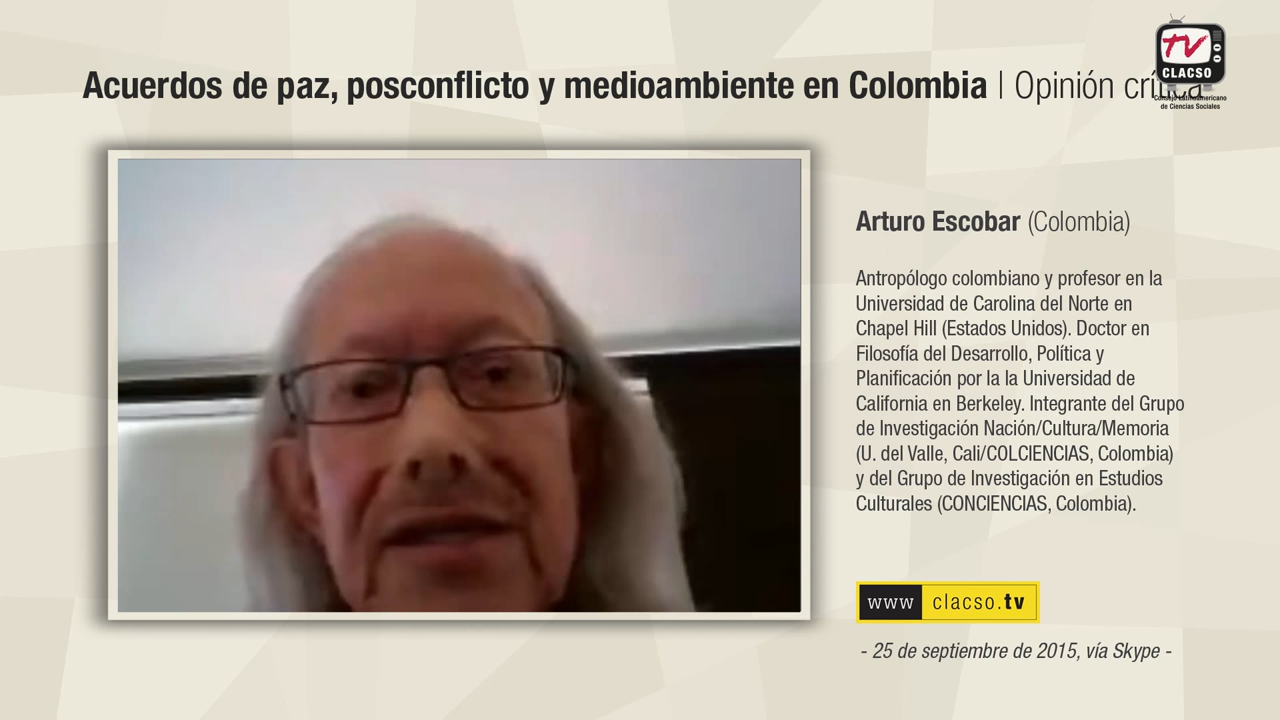 Acuerdos de paz, posconflicto y medioambiente en Colombia | Opinión crítica
TV
CLACSO
Consejo Latinoamericano
de Ciencias Sociales
Arturo Escobar (Colombia)
Antropólogo colombiano y profesor en la
Universidad de Carolina del Norte en
Chapel Hill (Estados Unidos). Doctor en
Filosofía del Desarrollo, Política y
Planificación por la la Universidad de
California en Berkeley. Integrante del Grupo
de Investigación Nación/Cultura/Memoria
(U. del Valle, Cali/COLCIENCIAS, Colombia)
y del Grupo de Investigación en Estudios
Culturales (CONCIENCIAS, Colombia).
www clacso.tv
- 25 de septiembre de 2015, vía Skype -